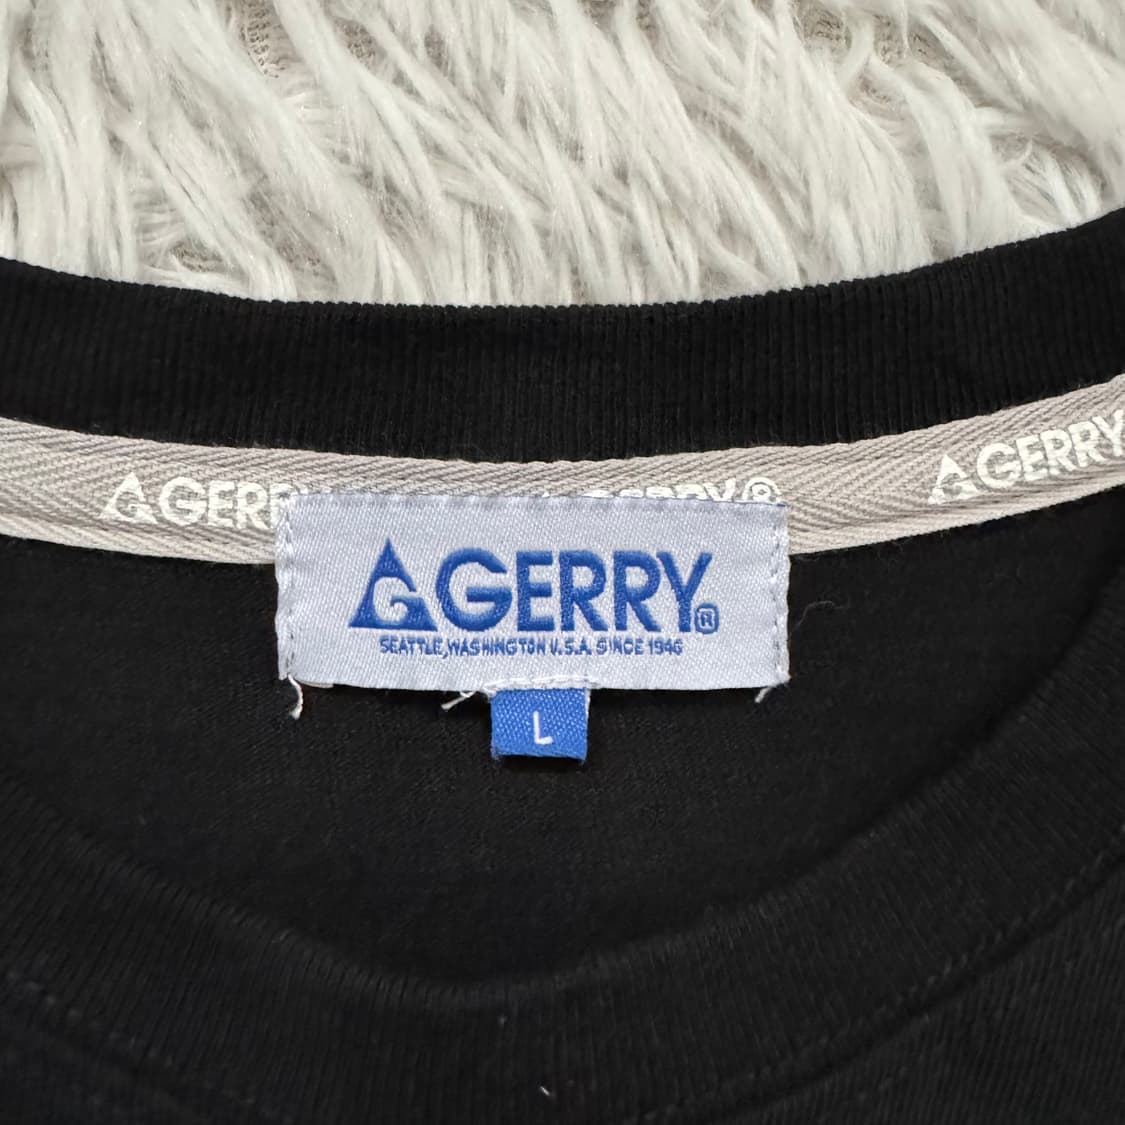 GERRY
GERRY®
GERRY
GERRY®
SEATTLE, WASHINGTON U.S.A. SINCE 1946
L